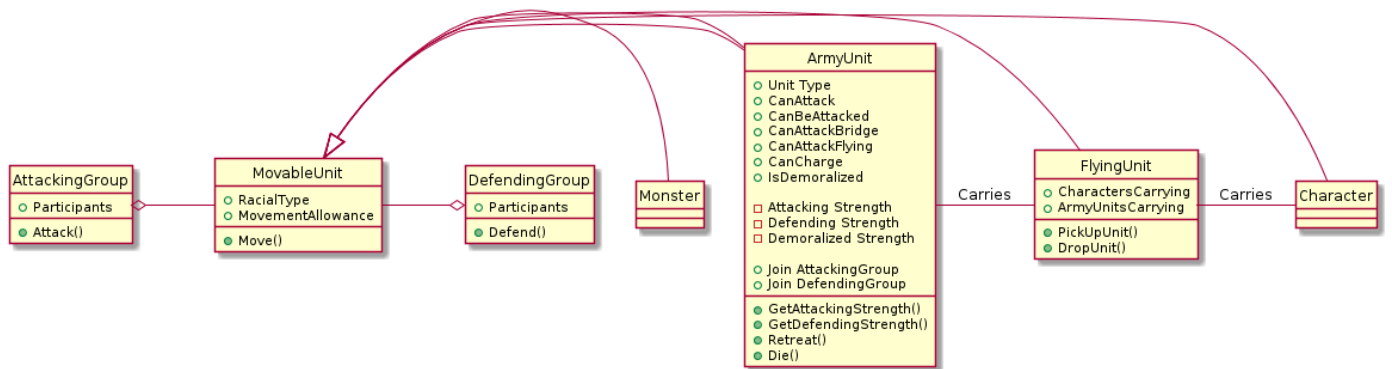 AttackingGroup
Participants
Attack()
MovableUnit
RacialType
MovementAllowance
Move()
DefendingGroup
Participants
Defend()
Monster
ArmyUnit
Unit Type
CanAttack
CanBeAttacked
CanAttackBridge
CanAttackFlying
CanCharge
IsDemoralized
Attacking Strength
Defending Strength
Demoralized Strength
Join AttackingGroup
Join DefendingGroup
GetAttackingStrength()
GetDefendingStrength()
Retreat()
Die()
Carries
FlyingUnit
CharactersCarrying
ArmyUnitsCarrying
PickUpUnit()
DropUnit()
Carries
Character